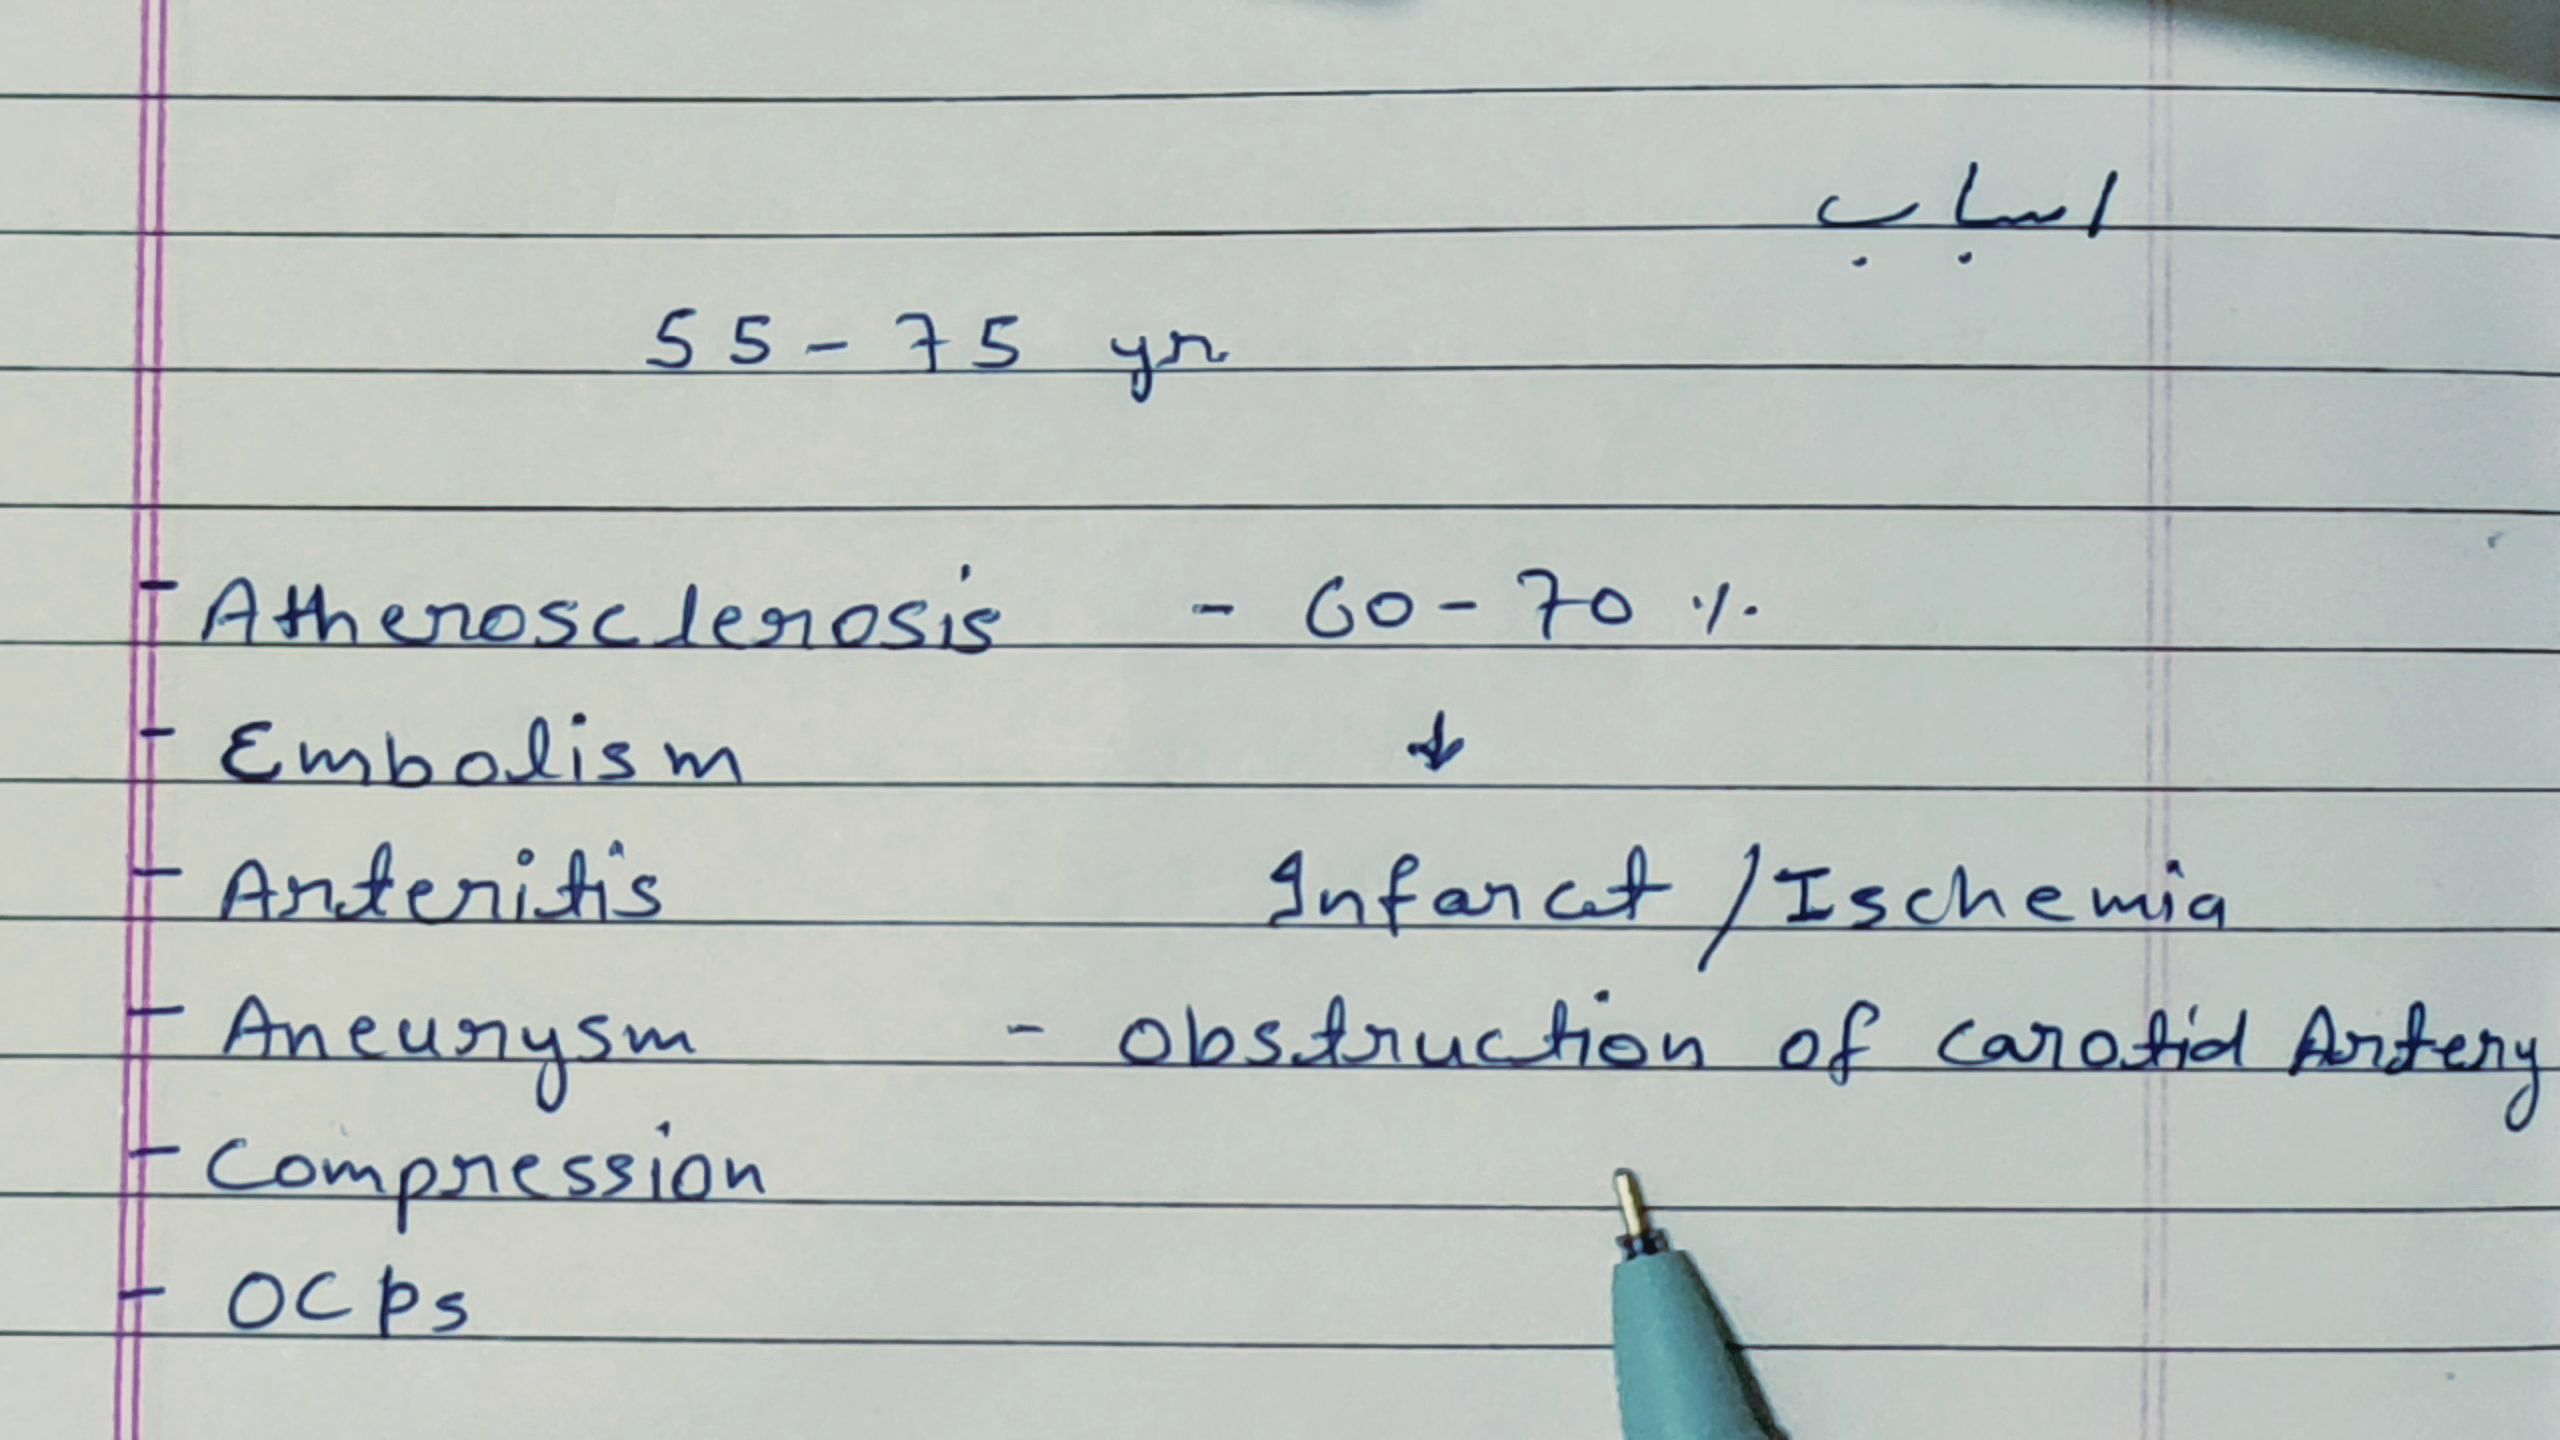 اسباب
55-75 yr
- Atherosclerosis - 60-70 %
- Embolism ↓
- Arteritis Infarct / Ischemia
- Aneurysm - Obstruction of carotid Artery
- Compression
- OCPs